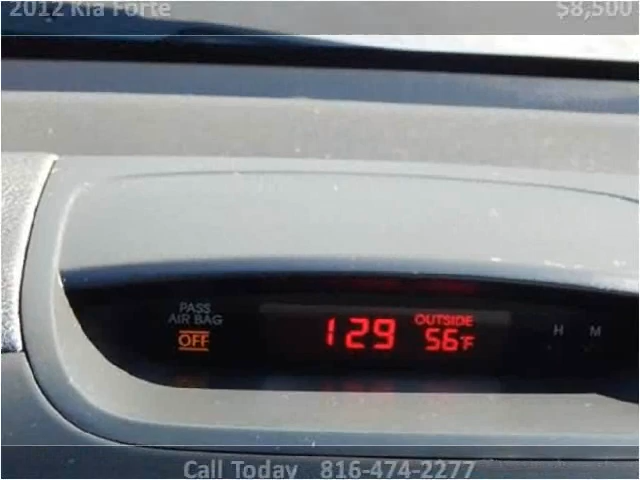 2012 Kia Forte $8,500
PASS
AIR BAG
OFF
129
OUTSIDE
56°F
H M
Call Today 816-474-2277